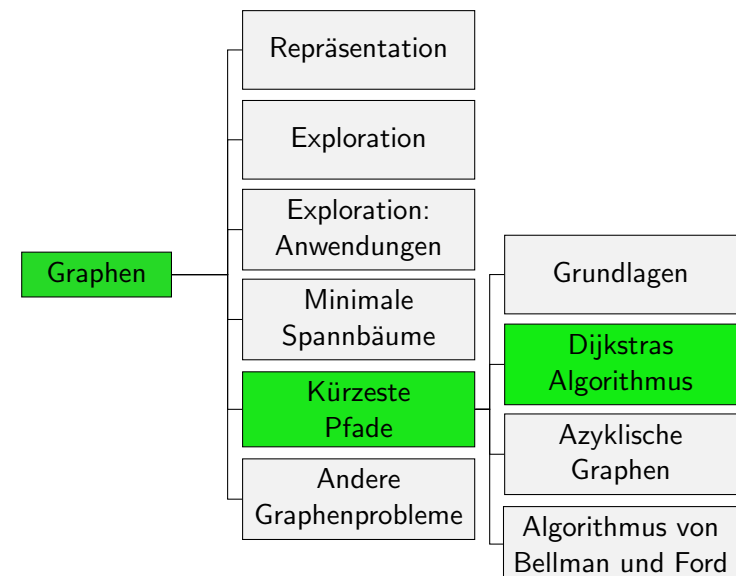 Graphen
Repräsentation
Exploration
Exploration:
Anwendungen
Minimale
Spannbäume
Kürzeste
Pfade
Andere
Graphenprobleme
Grundlagen
Dijkstras
Algorithmus
Azyklische
Graphen
Algorithmus von
Bellman und Ford